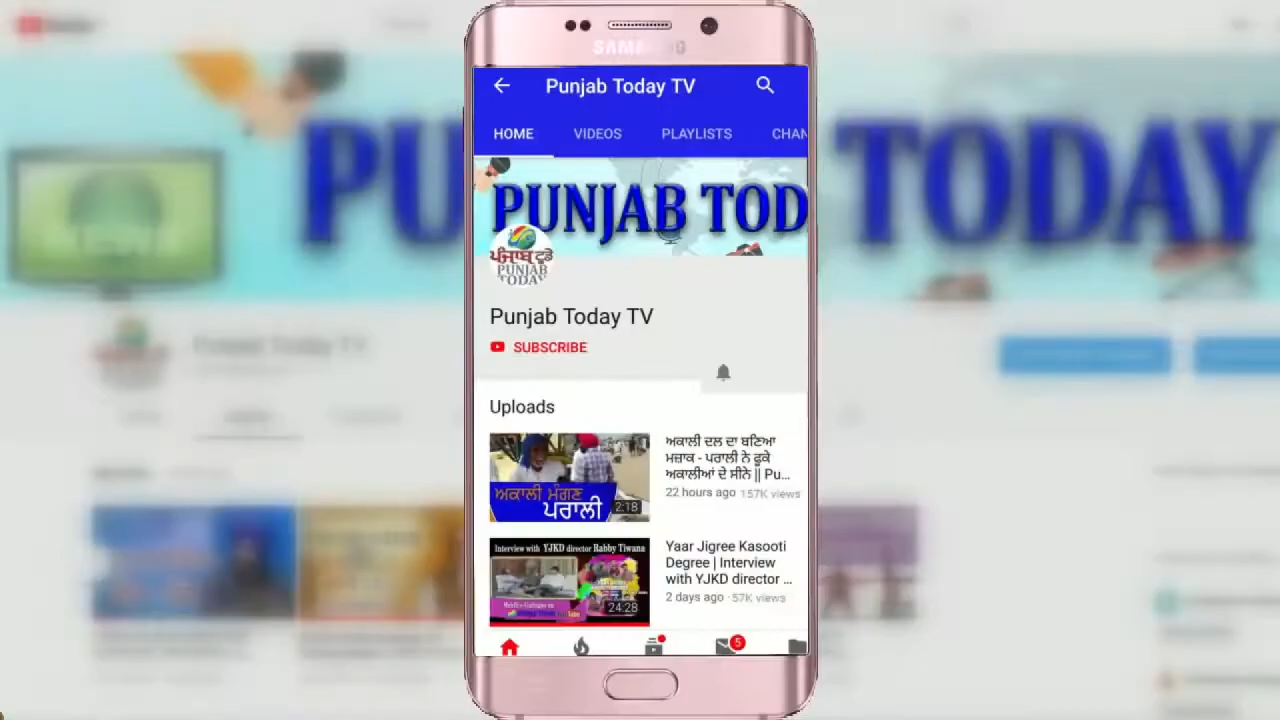 SAMSUNG
Punjab Today TV
HOME VIDEOS PLAYLISTS CHAN
PUNJAB TOD
PU
TODAY
ਪੰਜਾਬ ਟੂਡੇ
PUNJAB
TODAY
Punjab Today TV
SUBSCRIBE
Uploads
ਅਕਾਲੀ ਮੰਗਣ
ਪਰਾਲੀ
2:18
ਅਕਾਲੀ ਦਲ ਦਾ ਬਣਿਆ
ਮਜ਼ਾਕ - ਪਰਾਲੀ ਨੇ ਫੂਕੇ
ਅਕਾਲੀਆਂ ਦੇ ਸੀਨੇ || Pu...
22 hours ago 157K views
Interview with YJKD director Rabby Tiwana
24:28
Yaar Jigree Kasooti
Degree | Interview
with YJKD director ...
2 days ago · 57K views
5